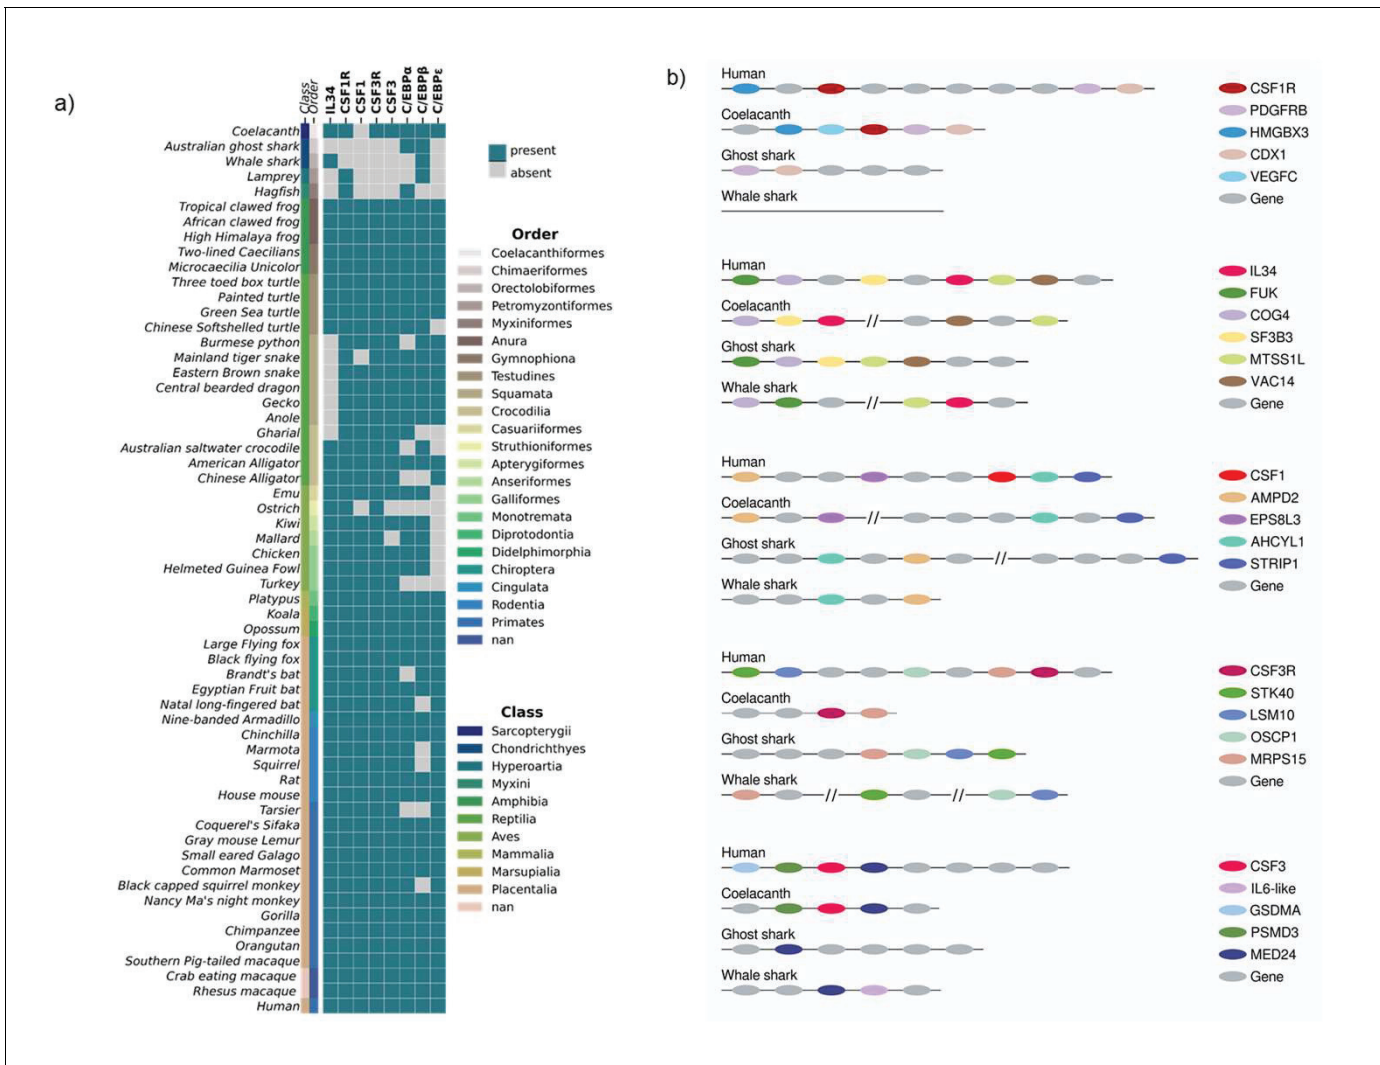 a)
Class
Order
IL34
CSF1R
CSF1
CSF3R
CSF3
C/EBPα
C/EBPβ
C/EBPε
Coelacanth
Australian ghost shark
Whale shark
Lamprey
Hagfish
Tropical clawed frog
African clawed frog
High Himalaya frog
Two-lined Caecilians
Microcaecilia Unicolor
Three toed box turtle
Painted turtle
Green Sea turtle
Chinese Softshelled turtle
Burmese python
Mainland tiger snake
Eastern Brown snake
Central bearded dragon
Gecko
Anole
Gharial
Australian saltwater crocodile
American Alligator
Chinese Alligator
Emu
Ostrich
Kiwi
Mallard
Chicken
Helmeted Guinea Fowl
Turkey
Platypus
Koala
Opossum
Large Flying fox
Black flying fox
Brandt's bat
Egyptian Fruit bat
Natal long-fingered bat
Nine-banded Armadillo
Chinchilla
Marmota
Squirrel
Rat
House mouse
Tarsier
Coquerel's Sifaka
Gray mouse Lemur
Small eared Galago
Common Marmoset
Black capped squirrel monkey
Nancy Ma's night monkey
Gorilla
Chimpanzee
Orangutan
Southern Pig-tailed macaque
Crab eating macaque
Rhesus macaque
Human
present
absent
Order
Coelacanthiformes
Chimaeriformes
Orectolobiformes
Petromyzontiformes
Myxiniformes
Anura
Gymnophiona
Testudines
Squamata
Crocodilia
Casuariiformes
Struthioniformes
Apterygiformes
Anseriformes
Galliformes
Monotremata
Diprotodontia
Didelphimorphia
Chiroptera
Cingulata
Rodentia
Primates
nan
Class
Sarcopterygii
Chondrichthyes
Hyperoartia
Myxini
Amphibia
Reptilia
Aves
Mammalia
Marsupialia
Placentalia
nan
b)
Human
Coelacanth
Ghost shark
Whale shark
CSF1R
PDGFRB
HMGBX3
CDX1
VEGFC
Gene
Human
Coelacanth
//
Ghost shark
Whale shark
//
IL34
FUK
COG4
SF3B3
MTSS1L
VAC14
Gene
Human
Coelacanth
//
Ghost shark
//
Whale shark
CSF1
AMPD2
EPS8L3
AHCYL1
STRIP1
Gene
Human
Coelacanth
Ghost shark
Whale shark
// //
CSF3R
STK40
LSM10
OSCP1
MRPS15
Gene
Human
Coelacanth
Ghost shark
Whale shark
CSF3
IL6-like
GSDMA
PSMD3
MED24
Gene